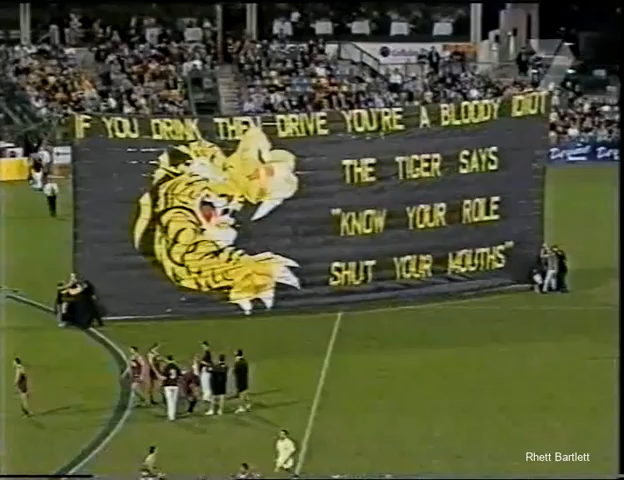 IF YOU DRINK THEN DRIVE YOU'RE A BLOODY IDIOT
THE TIGER SAYS
"KNOW YOUR ROLE
SHUT YOUR MOUTHS"
Rhett Bartlett